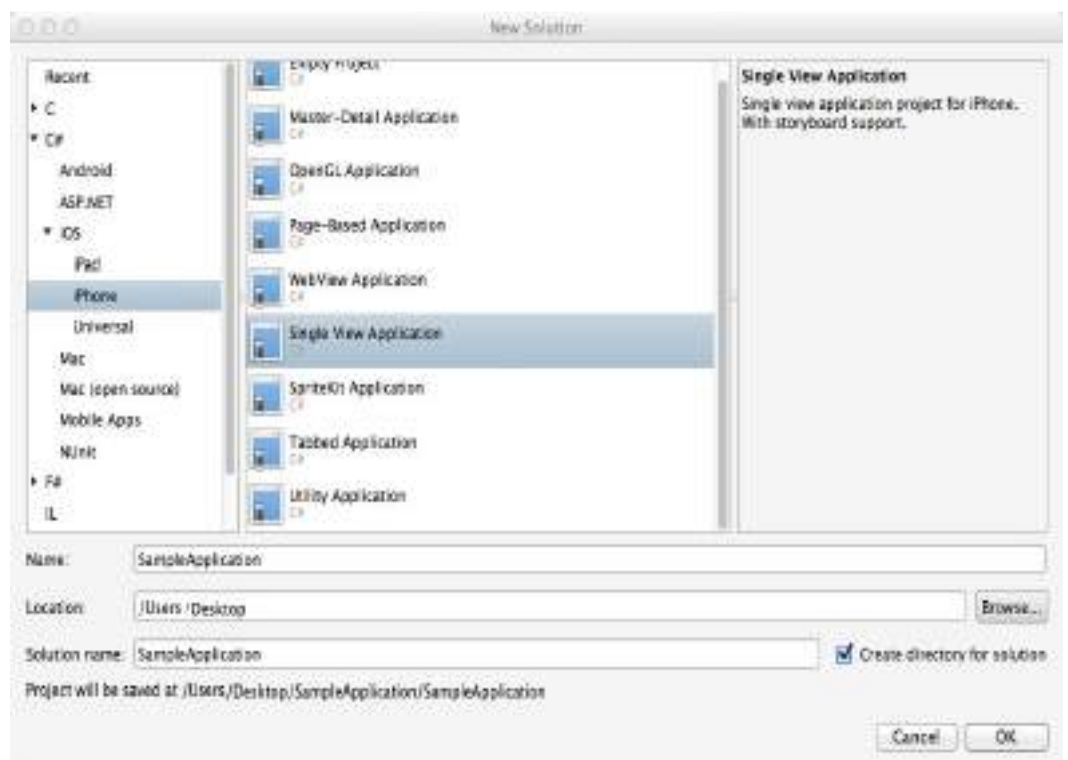 New Solution
Recent
C
C#
Android
ASP.NET
iOS
iPad
iPhone
Universal
Mac
Mac (open source)
Mobile Apps
NUnit
F#
IL
Empty Project
C#
Master-Detail Application
C#
OpenGL Application
C#
Page-Based Application
C#
WebView Application
C#
Single View Application
SpriteKit Application
C#
Tabbed Application
C#
Utility Application
C#
Single View Application
Single view application project for iPhone.
With storyboard support.
Name: SampleApplication
Location: /Users/Desktop Browse...
Solution name: SampleApplication Create directory for solution
Project will be saved at /Users/Desktop/SampleApplication/SampleApplication
Cancel OK